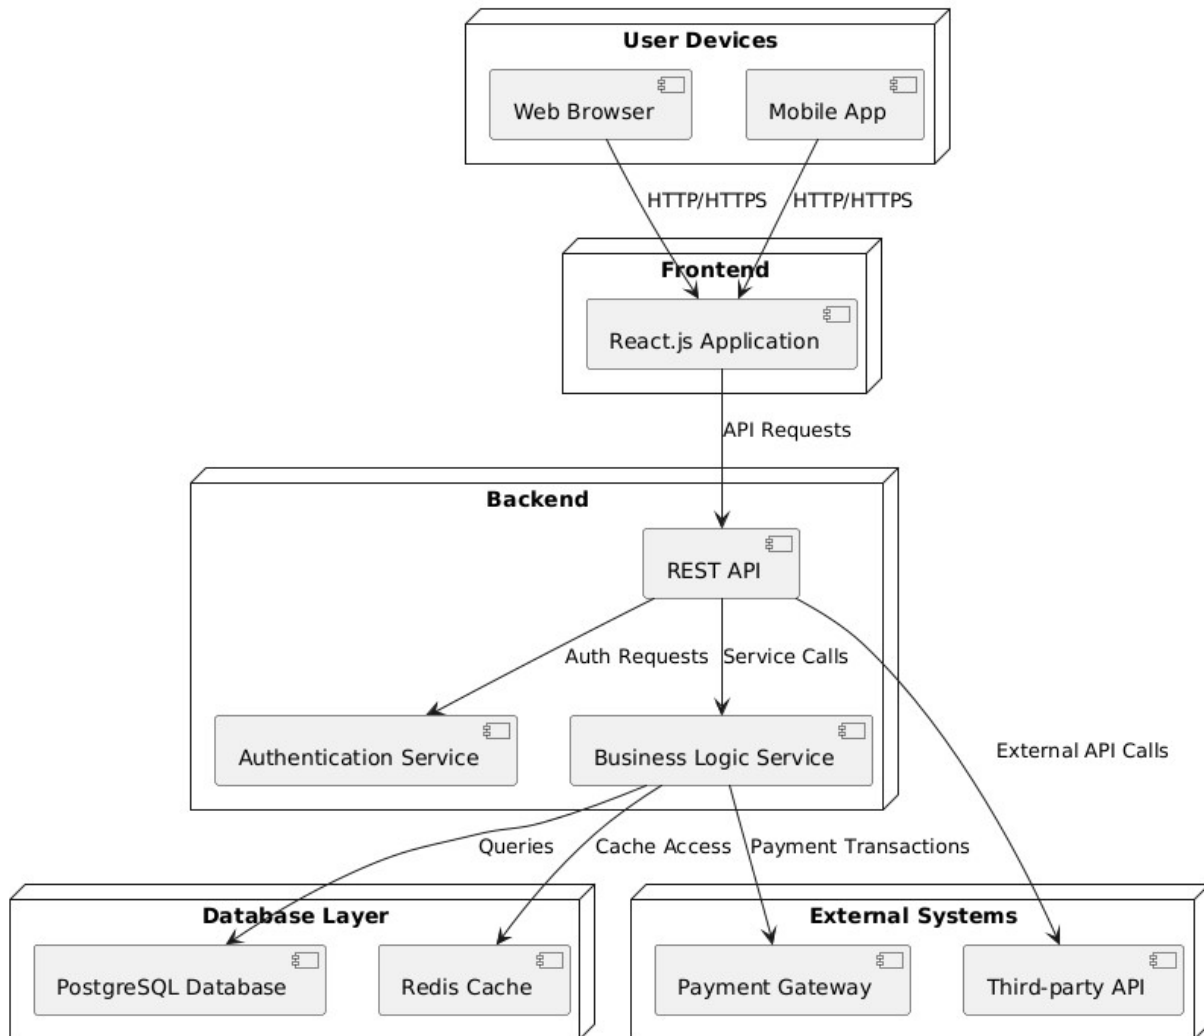 User Devices
Web Browser
Mobile App
HTTP/HTTPS
HTTP/HTTPS
Frontend
React.js Application
API Requests
Backend
REST API
Auth Requests
Service Calls
Authentication Service
Business Logic Service
External API Calls
Queries
Cache Access
Payment Transactions
Database Layer
External Systems
PostgreSQL Database
Redis Cache
Payment Gateway
Third-party API